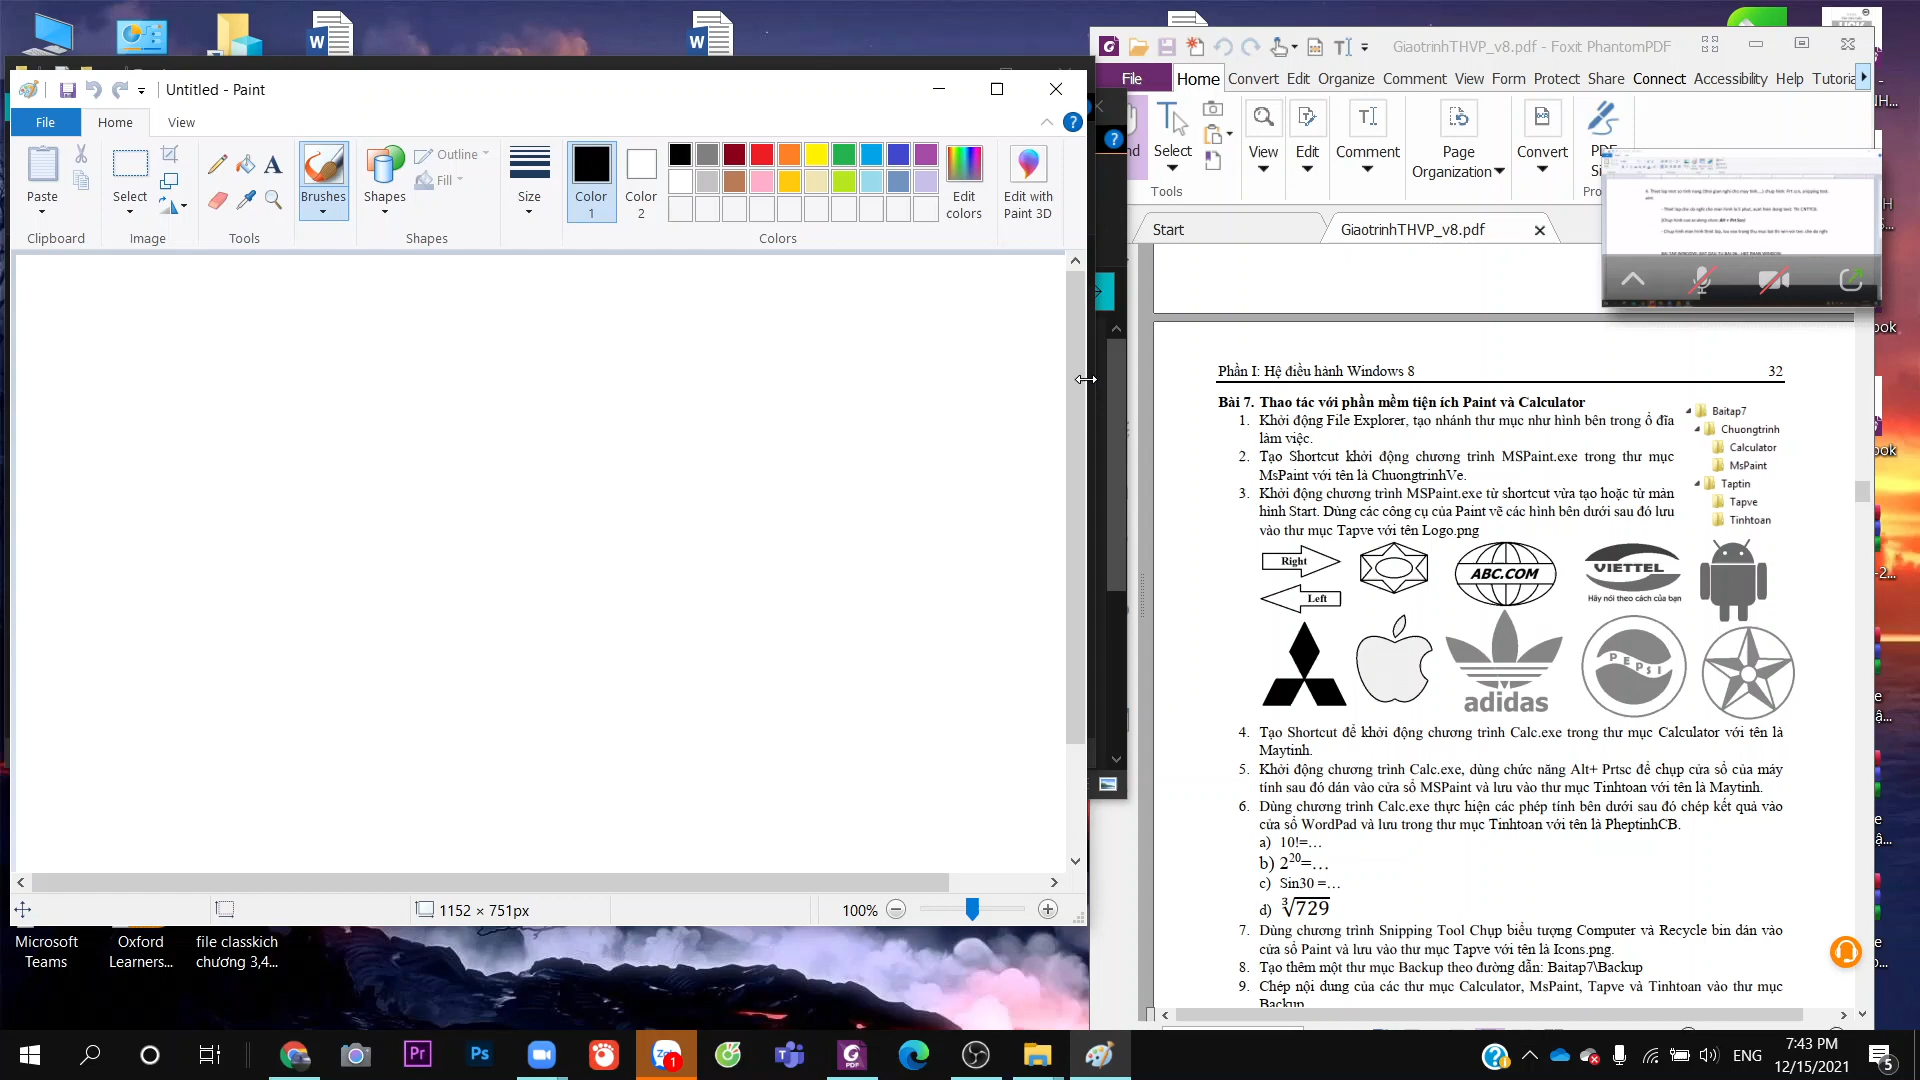 Untitled - Paint
File
Home
View
Paste
Select
Outline
Fill
Brushes
Shapes
Size
Color
1
Color
2
Edit
colors
Edit with
Paint 3D
Clipboard
Image
Tools
Shapes
Colors
1152 × 751px
100%
GiaotrinhTHVP_v8.pdf - Foxit PhantomPDF
File
Home
Convert
Edit
Organize
Comment
View
Form
Protect
Share
Connect
Accessibility
Help
Tutoria
Select
View
Edit
Comment
Page
Organization
Convert
PDF
Tools
Start
GiaotrinhTHVP_v8.pdf
Phần I: Hệ điều hành Windows 8
32
Bài 7. Thao tác với phần mềm tiện ích Paint và Calculator
1. Khởi động File Explorer, tạo nhánh thư mục như hình bên trong ổ đĩa
làm việc.
2. Tạo Shortcut khởi động chương trình MSPaint.exe trong thư mục
MsPaint với tên là ChuongtrinhVe.
3. Khởi động chương trình MSPaint.exe từ shortcut vừa tạo hoặc từ màn
hình Start. Dùng các công cụ của Paint vẽ các hình bên dưới sau đó lưu
vào thư mục Tapve với tên Logo.png
Baitap7
Chuongtrinh
Calculator
MsPaint
Taptin
Tapve
Tinhtoan
Right
Left
ABC.COM
VIETTEL
Hãy nói theo cách của bạn
adidas
PEPSI
4. Tạo Shortcut để khởi động chương trình Calc.exe trong thư mục Calculator với tên là
Maytinh.
5. Khởi động chương trình Calc.exe, dùng chức năng Alt+ Prtsc để chụp cửa sổ của máy
tính sau đó dán vào cửa sổ MSPaint và lưu vào thư mục Tinhtoan với tên là Maytinh.
6. Dùng chương trình Calc.exe thực hiện các phép tính bên dưới sau đó chép kết quả vào
cửa sổ WordPad và lưu trong thư mục Tinhtoan với tên là PheptinhCB.
a) 10!=…
b) 2^20=…
c) Sin30 =…
d) ∛729
7. Dùng chương trình Snipping Tool Chụp biểu tượng Computer và Recycle bin dán vào
cửa sổ Paint và lưu vào thư mục Tapve với tên là Icons.png.
8. Tạo thêm một thư mục Backup theo đường dẫn: Baitap7\Backup
9. Chép nội dung của các thư mục Calculator, MsPaint, Tapve và Tinhtoan vào thư mục
Backup
Microsoft
Teams
Oxford
Learners...
file classkich
chương 3,4...
ENG
7:43 PM
12/15/2021
5